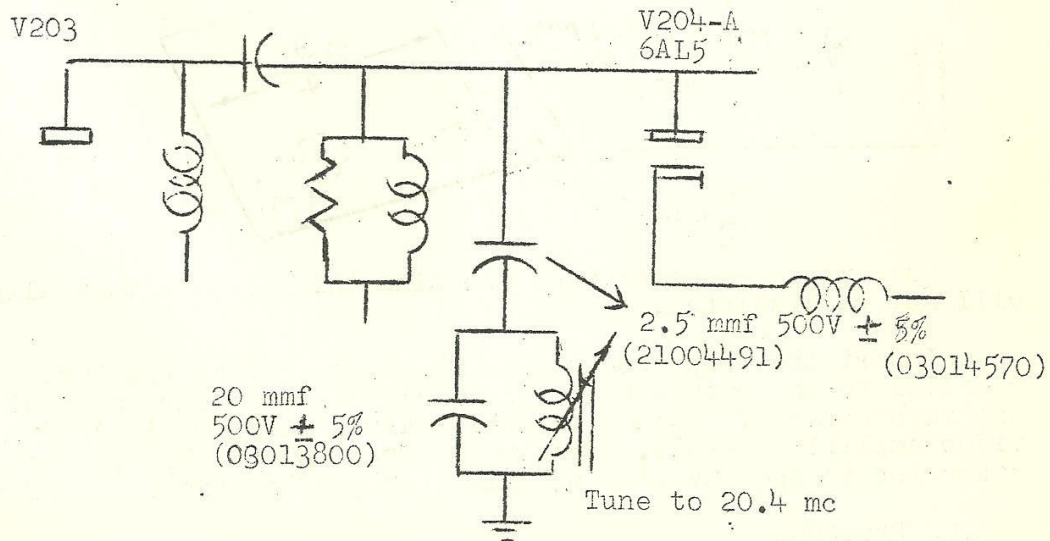 V203
V204-A
6AL5
2.5 mmf 500V ± 5%
(21004491)
(03014570)
20 mmf
500V ± 5%
(03013800)
Tune to 20.4 mc